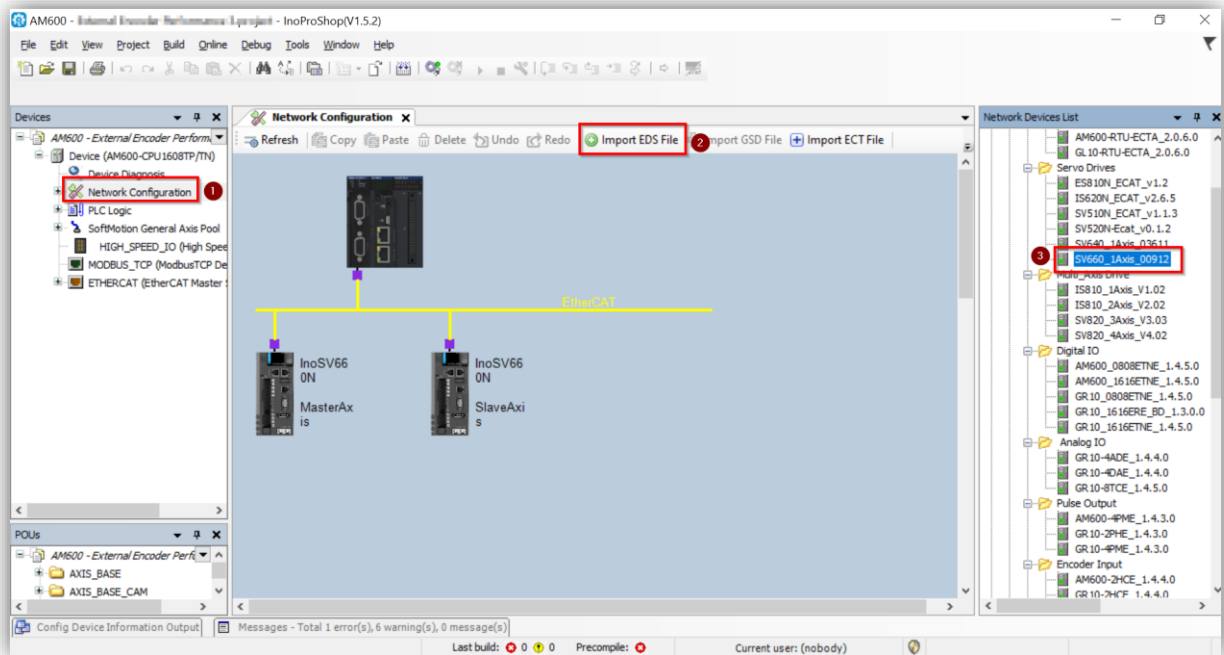 AM600 - - InoProShop(V1.5.2)
File Edit View Project Build Online Debug Tools Window Help
Devices
AM600 - External Encoder Perform
Device (AM600-CPU1608TP/TN)
Device Diagnosis
Network Configuration
1
PLC Logic
SoftMotion General Axis Pool
HIGH_SPEED_IO (High Spee
MODBUS_TCP (ModbusTCP De
ETHERCAT (EtherCAT Master
POUs
AM600 - External Encoder Perf
AXIS_BASE
AXIS_BASE_CAM
Network Configuration
Refresh Copy Paste Delete Undo Redo Import EDS File 2 mport GSD File Import ECT File
EtherCAT
InoSV66
0N
MasterAx
is
InoSV66
0N
SlaveAxi
s
Network Devices List
AM600-RTU-ECTA_2.0.6.0
GL10-RTU-ECTA_2.0.6.0
Servo Drives
ES810N_ECAT_v1.2
IS620N_ECAT_v2.6.5
SV510N_ECAT_v1.1.3
SV520N-Ecat_v0.1.2
SV640_1Axis_03611
3
SV660_1Axis_00912
Multi_Axis Drive
IS810_1Axis_V1.02
IS810_2Axis_V2.02
SV820_3Axis_V3.03
SV820_4Axis_V4.02
Digital IO
AM600_0808ETNE_1.4.5.0
AM600_1616ETNE_1.4.5.0
GR10_0808ETNE_1.4.5.0
GR10_1616ERE_BD_1.3.0.0
GR10_1616ETNE_1.4.5.0
Analog IO
GR10-4ADE_1.4.4.0
GR10-4DAE_1.4.4.0
GR10-8TCE_1.4.5.0
Pulse Output
AM600-4PME_1.4.3.0
GR10-2PHE_1.4.3.0
GR10-4PME_1.4.3.0
Encoder Input
AM600-2HCE_1.4.4.0
GR10-2HCE_1.4.4.0
Config Device Information Output Messages - Total 1 error(s), 6 warning(s), 0 message(s)
Last build: 0 0 Precompile: Current user: (nobody)